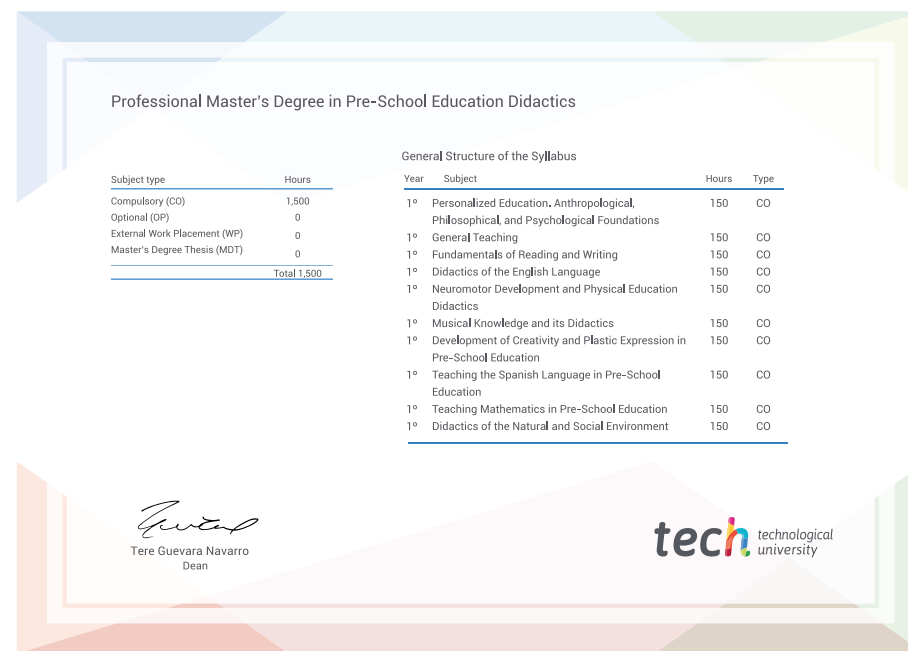 Professional Master's Degree in Pre-School Education Didactics
Subject type Hours
Compulsory (CO) 1,500
Optional (OP) 0
External Work Placement (WP) 0
Master's Degree Thesis (MDT) 0
Total 1,500
General Structure of the Syllabus
Year Subject Hours Type
1º Personalized Education. Anthropological, 150 CO
Philosophical, and Psychological Foundations
1º General Teaching 150 CO
1º Fundamentals of Reading and Writing 150 CO
1º Didactics of the English Language 150 CO
1º Neuromotor Development and Physical Education 150 CO
Didactics
1º Musical Knowledge and its Didactics 150 CO
1º Development of Creativity and Plastic Expression in 150 CO
Pre-School Education
1º Teaching the Spanish Language in Pre-School 150 CO
Education
1º Teaching Mathematics in Pre-School Education 150 CO
1º Didactics of the Natural and Social Environment 150 CO
Tere Guevara Navarro
Dean
tech technological
university